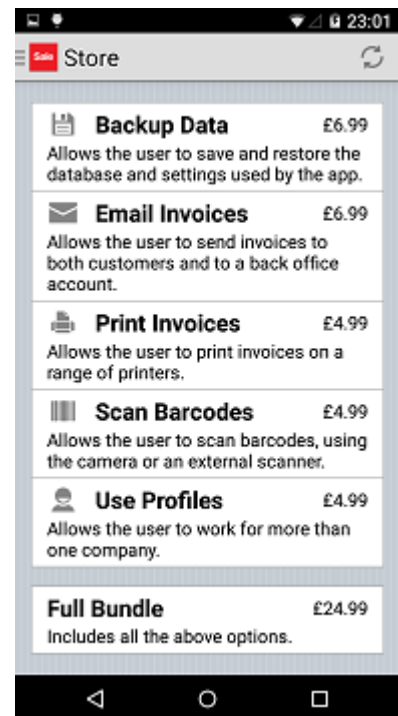 23:01
Sale Store
Backup Data £6.99
Allows the user to save and restore the
database and settings used by the app.
Email Invoices £6.99
Allows the user to send invoices to
both customers and to a back office
account.
Print Invoices £4.99
Allows the user to print invoices on a
range of printers.
Scan Barcodes £4.99
Allows the user to scan barcodes, using
the camera or an external scanner.
Use Profiles £4.99
Allows the user to work for more than
one company.
Full Bundle £24.99
Includes all the above options.